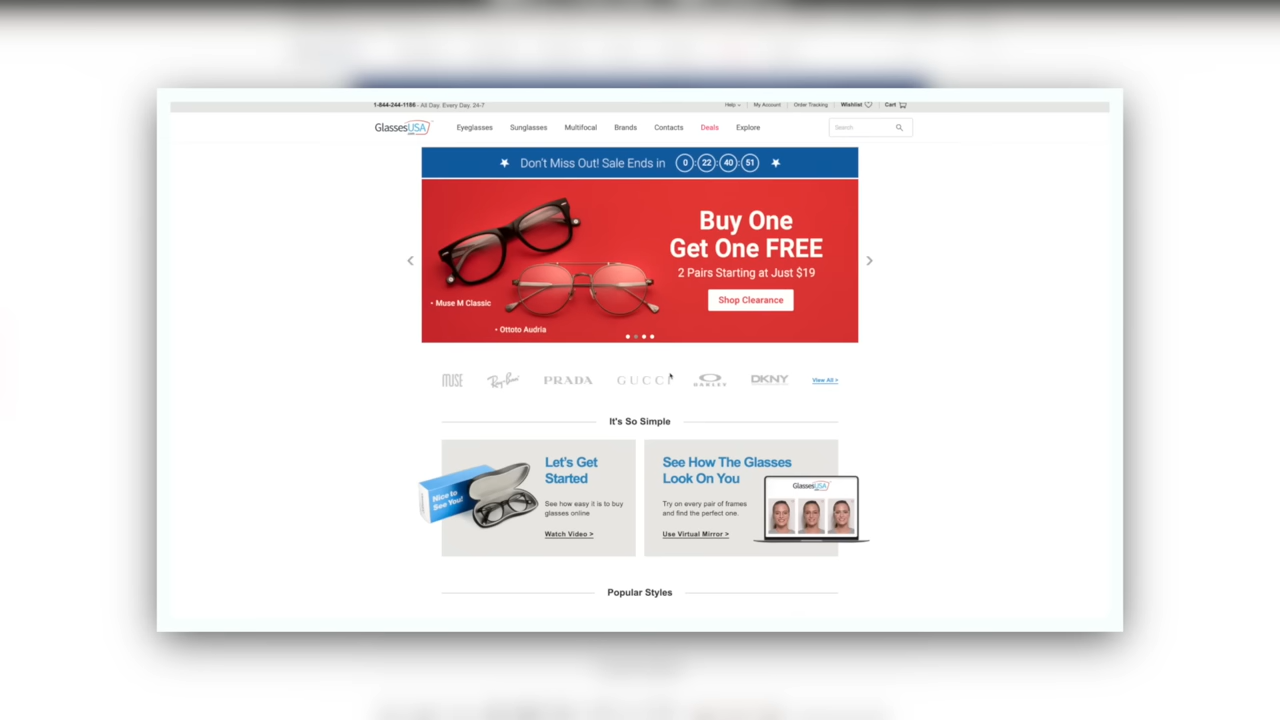 1-844-244-1186 - All Day. Every Day. 24-7
Help
My Account
Order Tracking
Wishlist
Cart
GlassesUSA.com
Eyeglasses
Sunglasses
Multifocal
Brands
Contacts
Deals
Explore
Search
Don't Miss Out! Sale Ends in 0 : 22 : 40 : 51
Buy One
Get One FREE
2 Pairs Starting at Just $19
Shop Clearance
• Muse M Classic
• Ottoto Audria
MUSE
Ray-Ban
PRADA
GUCCI
OAKLEY
DKNY
View All >
It's So Simple
Let's Get
Started
See how easy it is to buy
glasses online
Watch Video >
Nice to
See You!
See How The Glasses
Look On You
Try on every pair of frames
and find the perfect one.
Use Virtual Mirror >
GlassesUSA
Popular Styles